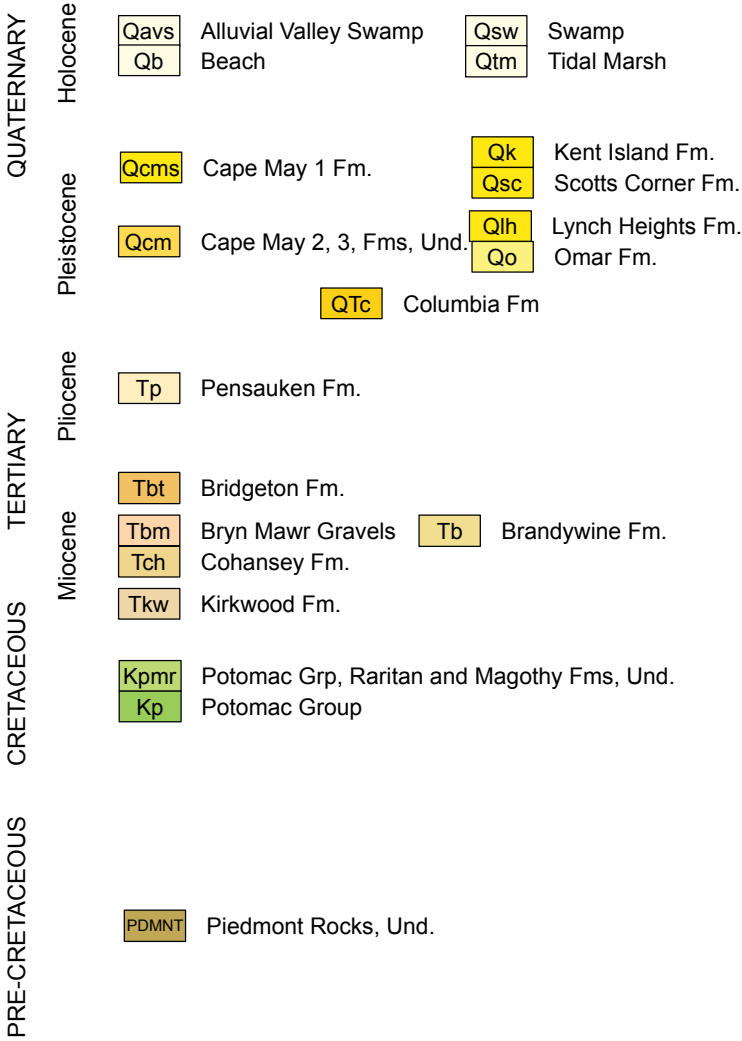 QUATERNARY
Holocene
Qavs Alluvial Valley Swamp Qsw Swamp
Qb Beach Qtm Tidal Marsh
Pleistocene
Qcms Cape May 1 Fm. Qk Kent Island Fm.
Qsc Scotts Corner Fm.
Qcm Cape May 2, 3, Fms, Und. Qlh Lynch Heights Fm.
Qo Omar Fm.
QTc Columbia Fm
TERTIARY
Pliocene
Tp Pensauken Fm.
Miocene
Tbt Bridgeton Fm.
Tbm Bryn Mawr Gravels Tb Brandywine Fm.
Tch Cohansey Fm.
Tkw Kirkwood Fm.
CRETACEOUS
Kpmr Potomac Grp, Raritan and Magothy Fms, Und.
Kp Potomac Group
PRE-CRETACEOUS
PDMNT Piedmont Rocks, Und.